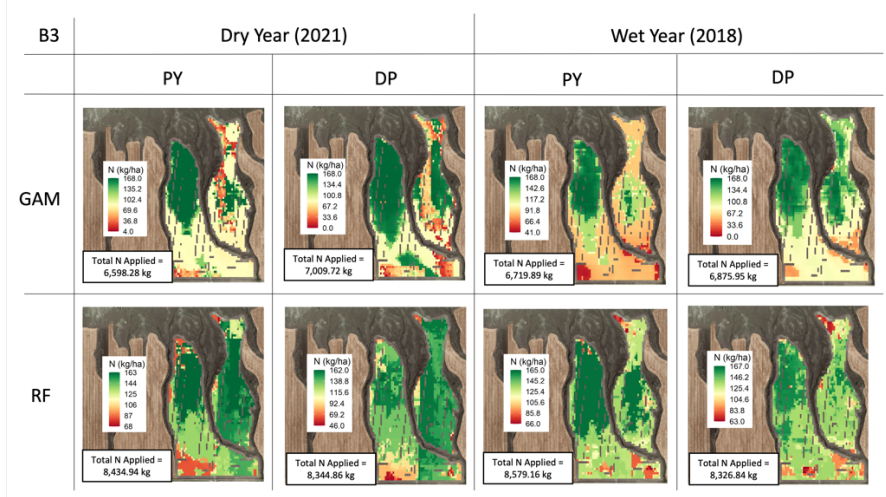 B3
Dry Year (2021)
Wet Year (2018)
PY
DP
PY
DP
GAM
N (kg/ha)
168.0
135.2
102.4
69.6
36.8
4.0
Total N Applied =
6,598.28 kg
N (kg/ha)
168.0
134.4
100.8
67.2
33.6
0.0
Total N Applied =
7,009.72 kg
N (kg/ha)
168.0
142.6
117.2
91.8
66.4
41.0
Total N Applied =
6,719.89 kg
N (kg/ha)
168.0
134.4
100.8
67.2
33.6
0.0
Total N Applied =
6,875.95 kg
RF
N (kg/ha)
163
144
125
106
87
68
Total N Applied =
8,434.94 kg
N (kg/ha)
162.0
138.8
115.6
92.4
69.2
46.0
Total N Applied =
8,344.86 kg
N (kg/ha)
165.0
145.2
125.4
105.6
85.8
66.0
Total N Applied =
8,579.16 kg
N (kg/ha)
167.0
146.2
125.4
104.6
83.8
63.0
Total N Applied =
8,326.84 kg